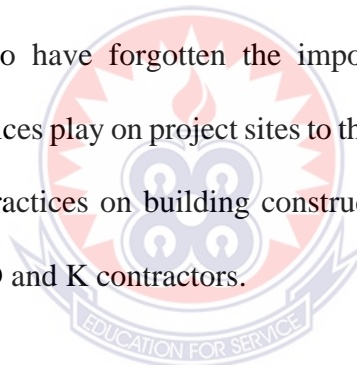 o have forgotten the impo
ices play on project sites to th
ractices on building construc
and K contractors.
EDUCATION FOR SERVICE